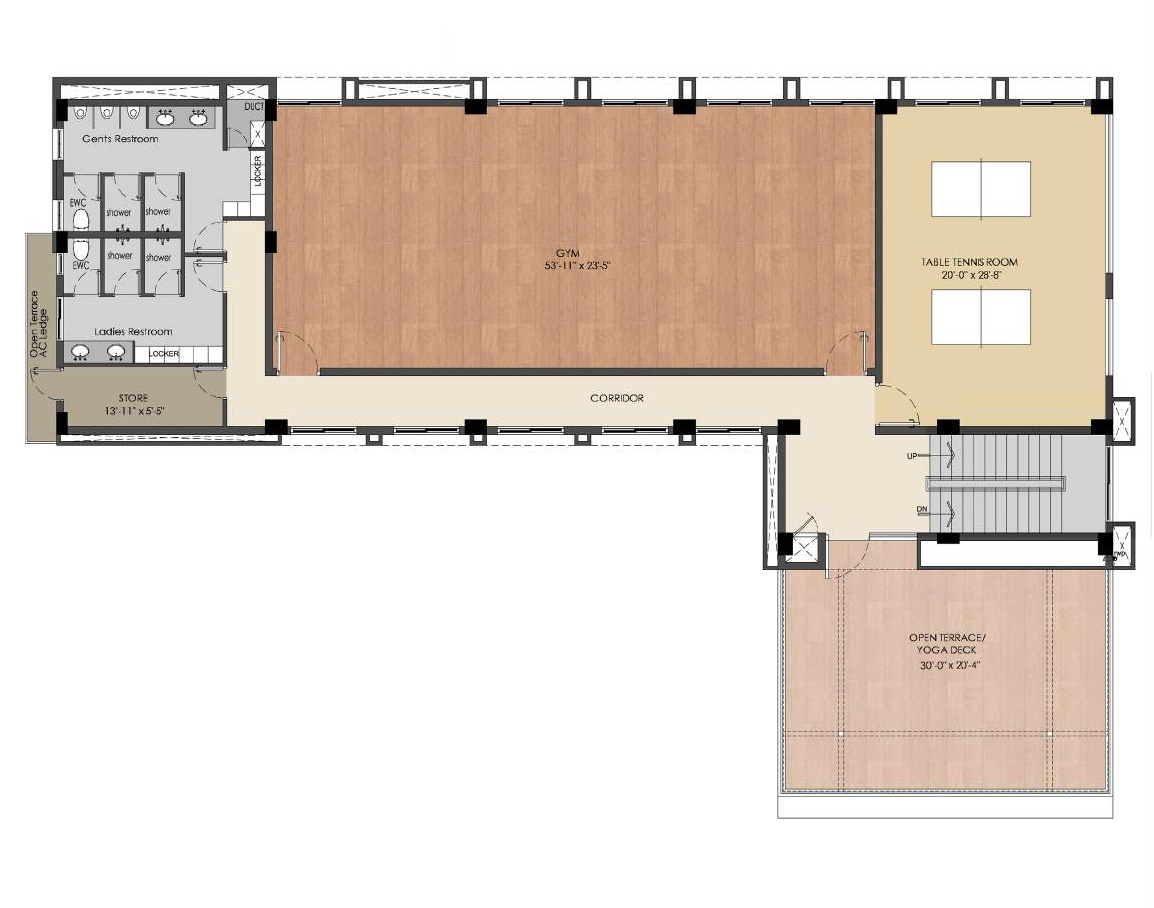 DUCT
Gents Restroom
LOCKER
EWC
shower
shower
EWC
shower
shower
GYM
53'-11" x 23'-5"
TABLE TENNIS ROOM
20'-0" x 28'-8"
Open Terrace
AC Ledge
Ladies Restroom
LOCKER
STORE
13'-11" x 5'-5"
CORRIDOR
UP
DN
OPEN TERRACE/
YOGA DECK
30'-0" x 20'-4"